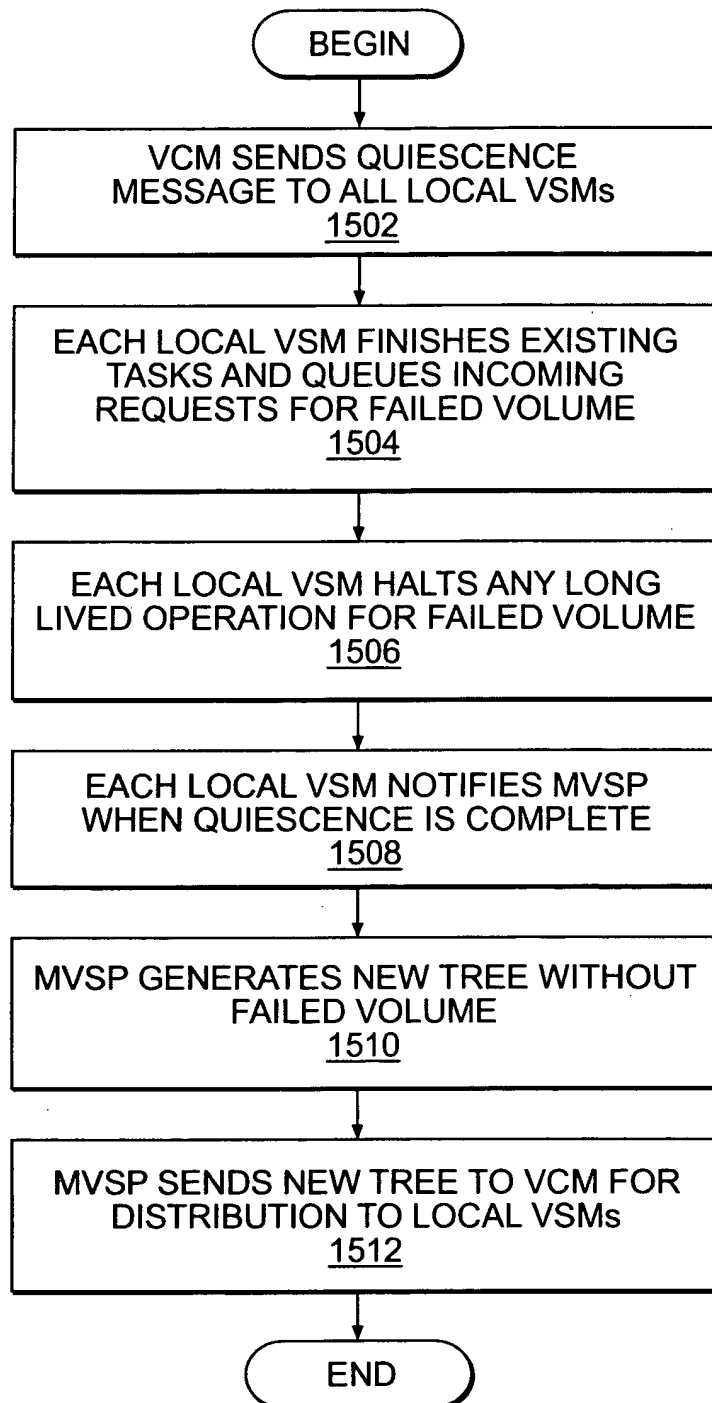 BEGIN
VCM SENDS QUIESCENCE
MESSAGE TO ALL LOCAL VSMs
1502
EACH LOCAL VSM FINISHES EXISTING
TASKS AND QUEUES INCOMING
REQUESTS FOR FAILED VOLUME
1504
EACH LOCAL VSM HALTS ANY LONG
LIVED OPERATION FOR FAILED VOLUME
1506
EACH LOCAL VSM NOTIFIES MVSP
WHEN QUIESCENCE IS COMPLETE
1508
MVSP GENERATES NEW TREE WITHOUT
FAILED VOLUME
1510
MVSP SENDS NEW TREE TO VCM FOR
DISTRIBUTION TO LOCAL VSMs
1512
END